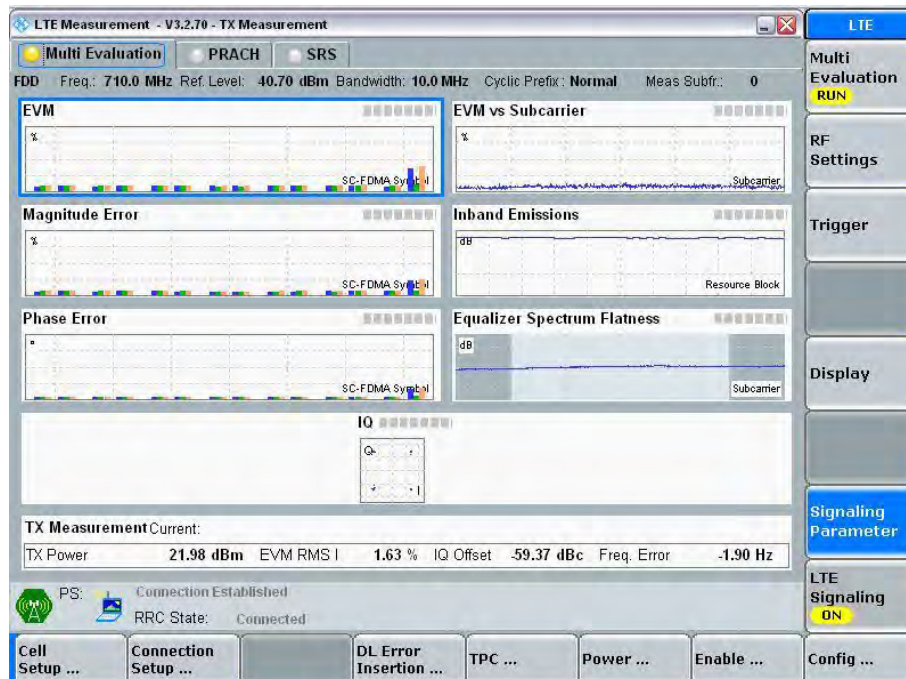 LTE Measurement - V3.2.70 - TX Measurement
LTE
Multi Evaluation PRACH SRS
FDD Freq.: 710.0 MHz Ref. Level: 40.70 dBm Bandwidth: 10.0 MHz Cyclic Prefix: Normal Meas Subfr.: 0
EVM
%
SC-FDMA Symbol
EVM vs Subcarrier
%
Subcarrier
Magnitude Error
%
SC-FDMA Symbol
Inband Emissions
dB
Resource Block
Phase Error
°
SC-FDMA Symbol
Equalizer Spectrum Flatness
dB
Subcarrier
IQ
Q
I
TX Measurement Current:
TX Power 21.98 dBm EVM RMS I 1.63 % IQ Offset -59.37 dBc Freq. Error -1.90 Hz
PS: Connection Established
RRC State: Connected
Multi
Evaluation
RUN
RF
Settings
Trigger
Display
Signaling
Parameter
LTE
Signaling
ON
Cell
Setup ...
Connection
Setup ...
DL Error
Insertion ...
TPC ...
Power ...
Enable ...
Config ...